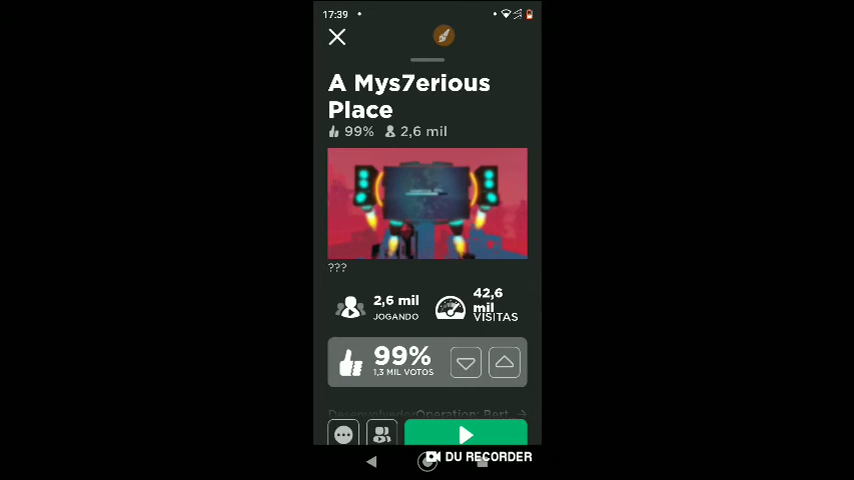 17:39
A Mys7erious
Place
99% 2,6 mil
???
2,6 mil
JOGANDO
42,6
mil
VISITAS
99%
1,3 MIL VOTOS
Desenvolvedor Operation: Bert
DU RECORDER